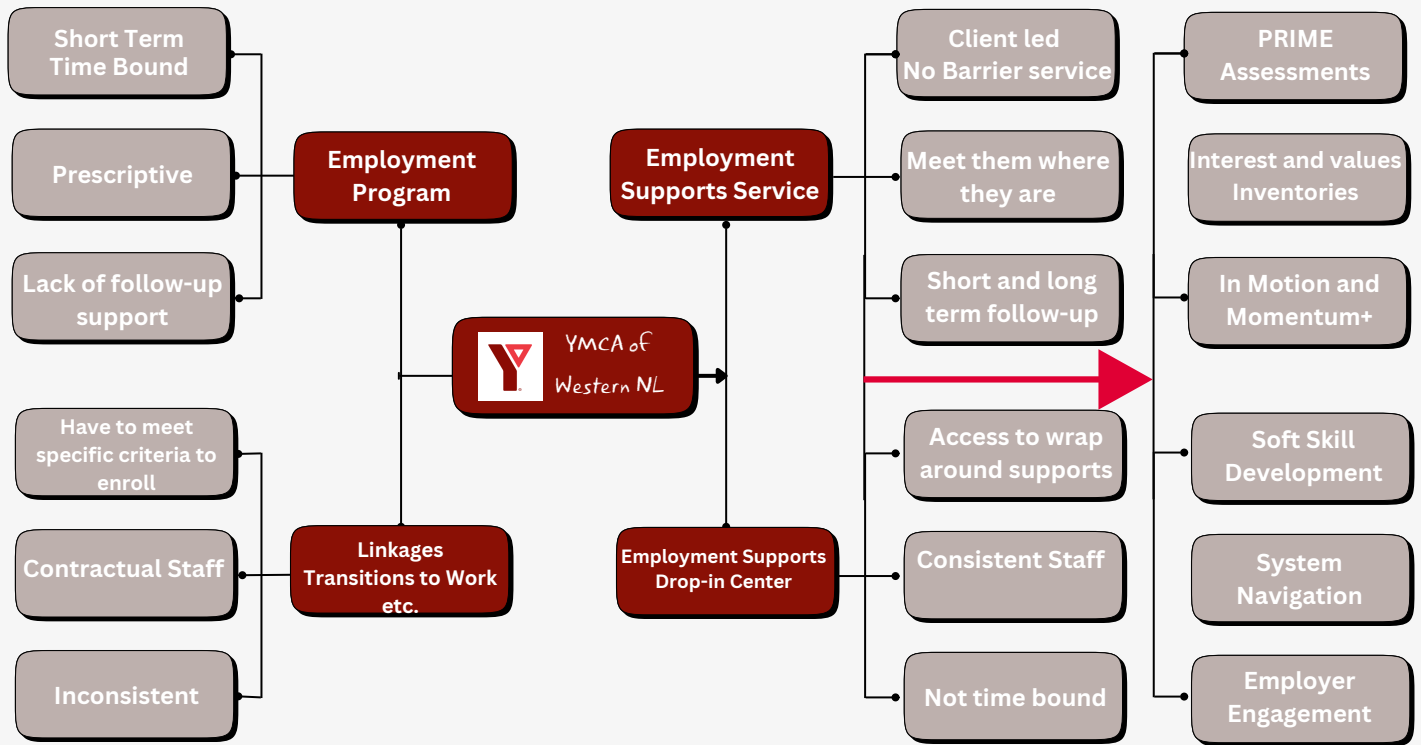 Short Term
Time Bound
Prescriptive
Lack of follow-up
support
Employment
Program
Have to meet
specific criteria to
enroll
Contractual Staff
Inconsistent
Linkages
Transitions to Work
etc.
YMCA of
Western NL
Employment
Supports Service
Employment Supports
Drop-in Center
Client led
No Barrier service
Meet them where
they are
Short and long
term follow-up
Access to wrap
around supports
Consistent Staff
Not time bound
PRIME
Assessments
Interest and values
Inventories
In Motion and
Momentum+
Soft Skill
Development
System
Navigation
Employer
Engagement